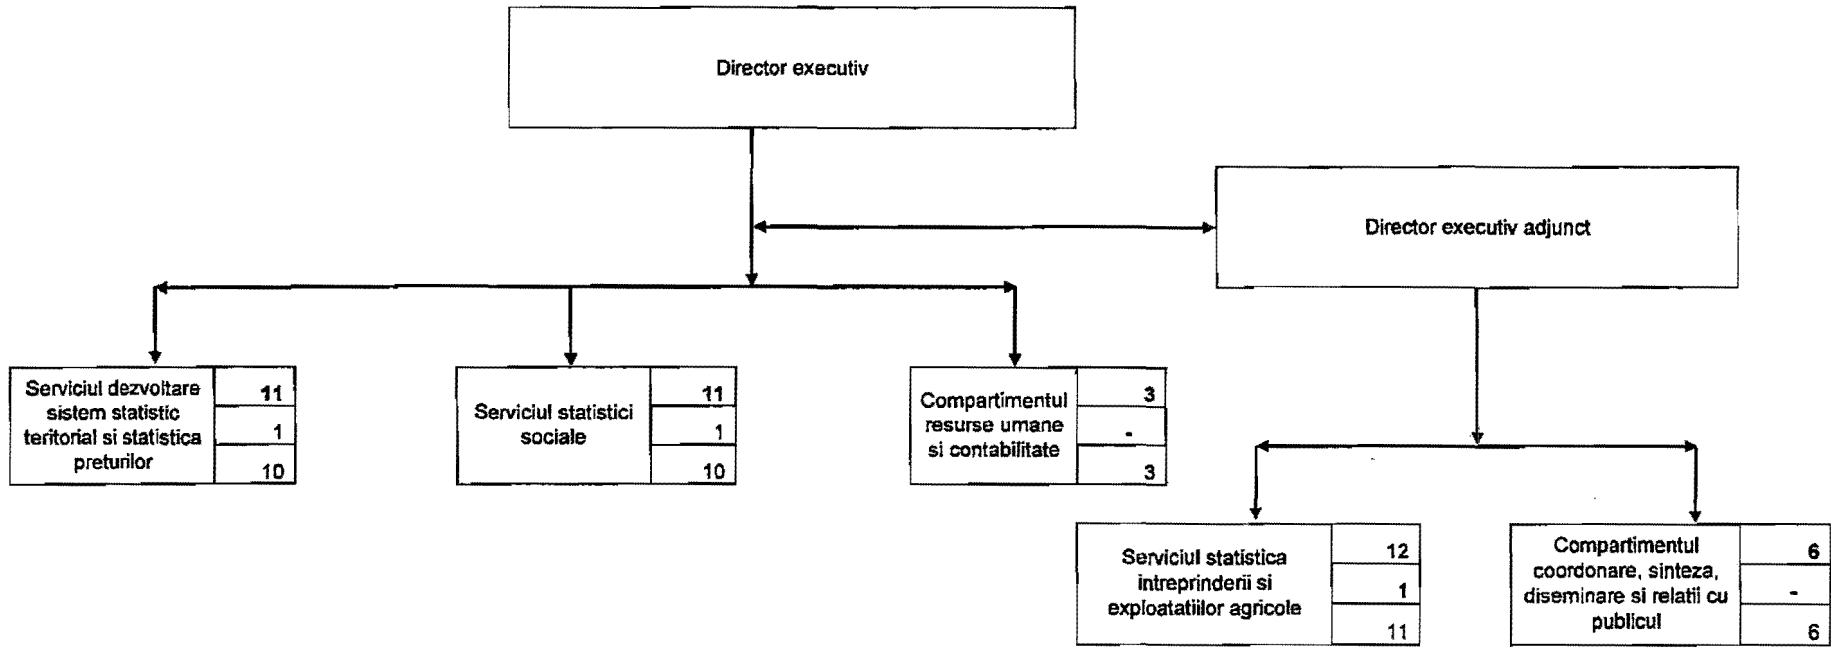 Director executiv
Director executiv adjunct
Serviciul dezvoltare
sistem statistic
teritorial si statistica
preturilor
11
1
10
Serviciul statistici
sociale
11
1
10
Compartimentul
resurse umane
si contabilitate
3
-
3
Serviciul statistica
intreprinderii si
exploatatiilor agricole
12
1
11
Compartimentul
coordonare, sinteza,
diseminare si relatii cu
publicul
6
-
6